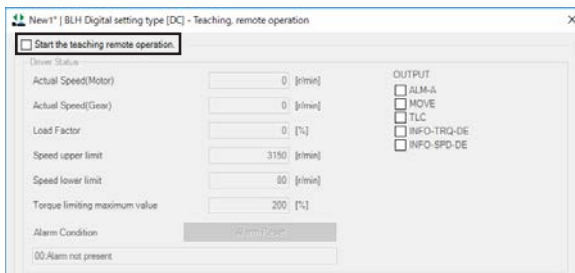 New1* | BLH Digital setting type [DC] - Teaching, remote operation
Start the teaching remote operation.
Driver Status
Actual Speed(Motor) 0 [r/min]
Actual Speed(Gear) 0 [r/min]
Load Factor 0 [%]
Speed upper limit 3150 [r/min]
Speed lower limit 80 [r/min]
Torque limiting maximum value 200 [%]
Alarm Condition Alarm Reset
00:Alarm not present
OUTPUT
ALM-A
MOVE
TLC
INFO-TRQ-DE
INFO-SPD-DE